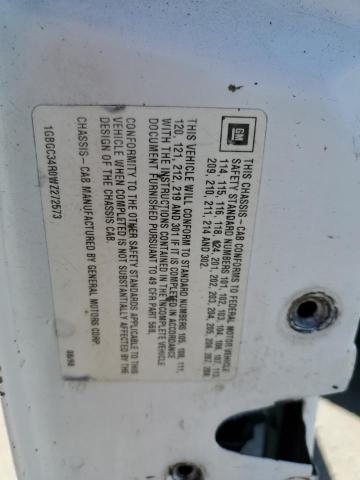 GM
THIS CHASSIS-CAB CONFORMS TO FEDERAL MOTOR VEHICLE
SAFETY STANDARD NUMBERS 101, 102, 103, 104, 106, 107, 113,
114, 115, 116, 118, 124, 201, 202, 203, 204, 205, 206, 207, 208,
209, 210, 211, 214 AND 302.
THIS VEHICLE WILL CONFORM TO STANDARD NUMBERS 105, 108, 111,
120, 121, 212, 219 AND 301 IF IT IS COMPLETED IN ACCORDANCE
WITH THE INSTRUCTIONS CONTAINED IN THE INCOMPLETE VEHICLE
DOCUMENT FURNISHED PURSUANT TO 49 CFR PART 568.
CONFORMITY TO THE OTHER SAFETY STANDARDS APPLICABLE TO THIS
VEHICLE WHEN COMPLETED IS NOT SUBSTANTIALLY AFFECTED BY THE
DESIGN OF THE CHASSIS CAB.
CHASSIS-CAB MANUFACTURED BY GENERAL MOTORS CORP.
1GBGC34R0WZ272573